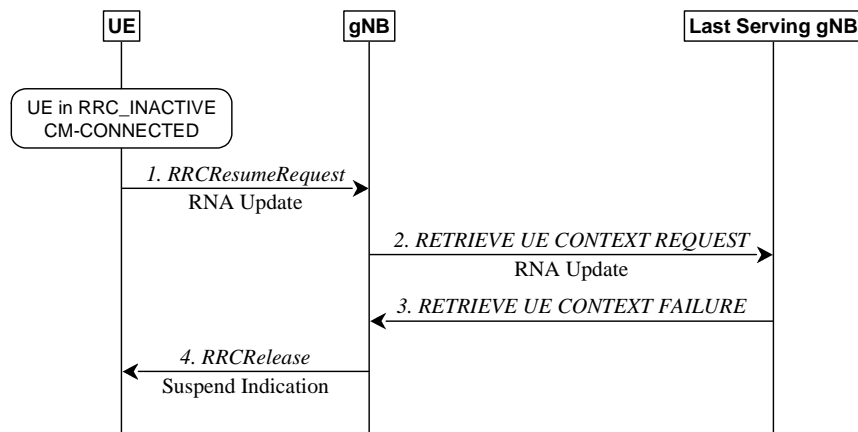 UE
gNB
Last Serving gNB
UE in RRC_INACTIVE
CM-CONNECTED
1. RRCResumeRequest
RNA Update
2. RETRIEVE UE CONTEXT REQUEST
RNA Update
3. RETRIEVE UE CONTEXT FAILURE
4. RRCRelease
Suspend Indication